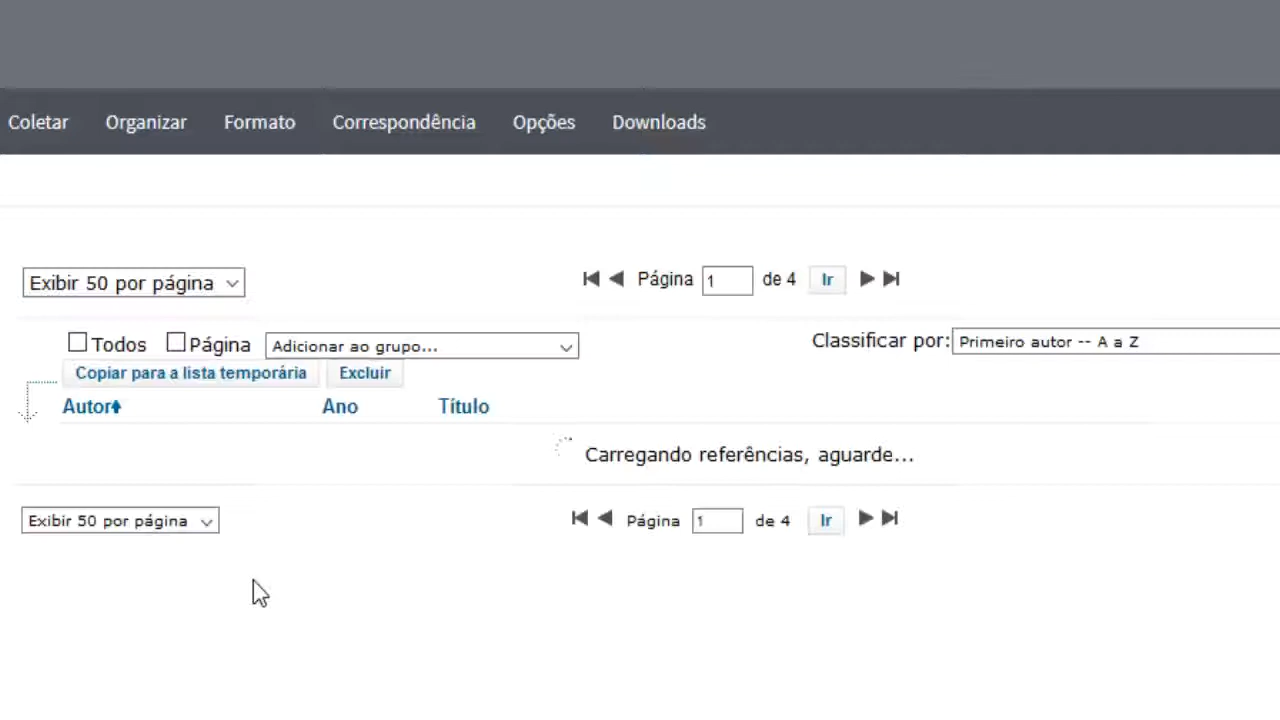 Coletar Organizar Formato Correspondência Opções Downloads
Exibir 50 por página Página 1 de 4 Ir
Todos Página Adicionar ao grupo... Classificar por: Primeiro autor -- A a Z
Copiar para a lista temporária Excluir
Autor Ano Título
Carregando referências, aguarde...
Exibir 50 por página Página 1 de 4 Ir